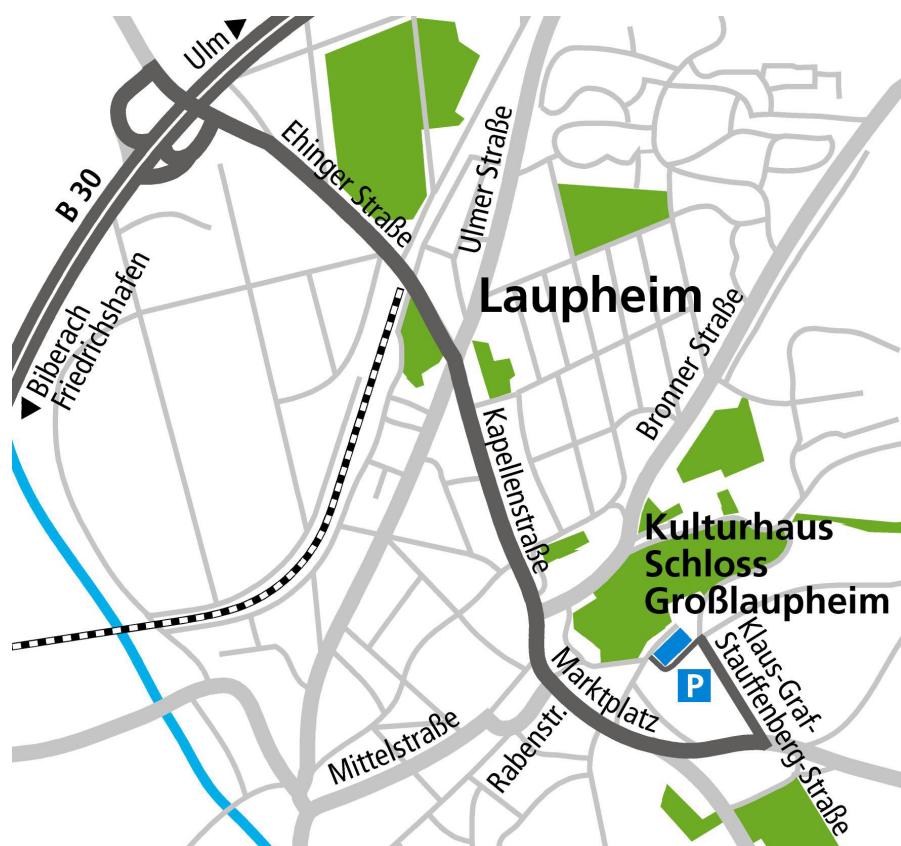 Ulm
Ehinger Straße
Ulmer Straße
B 30
Laupheim
Biberach
Friedrichshafen
Bronner Straße
Kapellenstraße
Kulturhaus
Schloss
Großlaupheim
Klaus-Graf-
Stauffenberg-Straße
Marktplatz
P
Mittelstraße
Rabenstr.